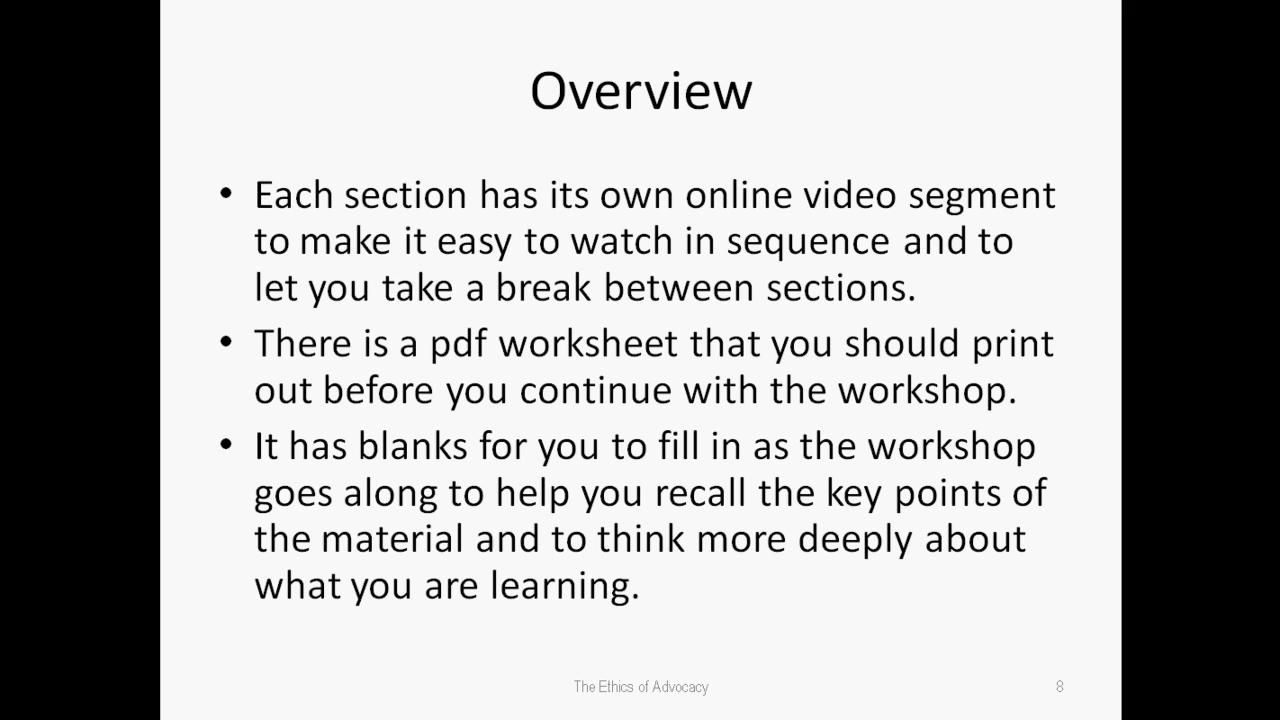 Overview
• Each section has its own online video segment
to make it easy to watch in sequence and to
let you take a break between sections.
• There is a pdf worksheet that you should print
out before you continue with the workshop.
• It has blanks for you to fill in as the workshop
goes along to help you recall the key points of
the material and to think more deeply about
what you are learning.
The Ethics of Advocacy
8